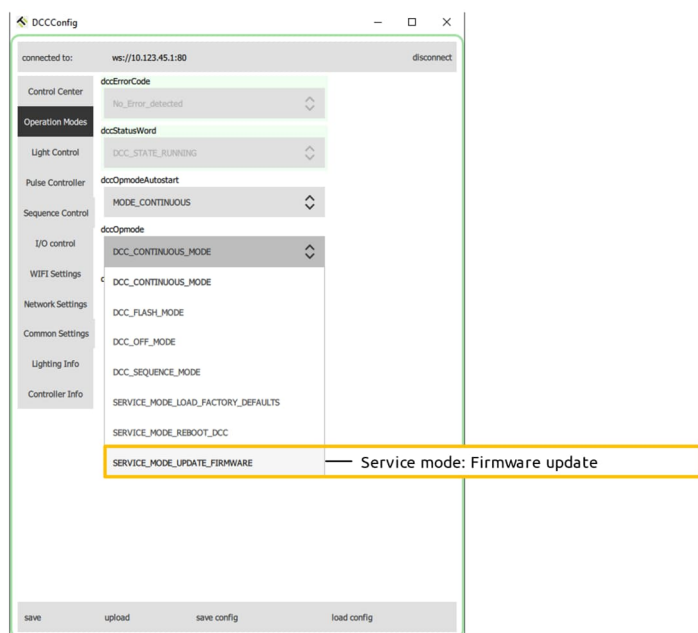 DCCConfig
connected to: ws://10.123.45.1:80 disconnect
Control Center
Operation Modes
Light Control
Pulse Controller
Sequence Control
I/O control
WIFI Settings
Network Settings
Common Settings
Lighting Info
Controller Info
dccErrorCode
No_Error_detected
dccStatusWord
DCC_STATE_RUNNING
dccOpmodeAutostart
MODE_CONTINUOUS
dccOpmode
DCC_CONTINUOUS_MODE
DCC_CONTINUOUS_MODE
DCC_FLASH_MODE
DCC_OFF_MODE
DCC_SEQUENCE_MODE
SERVICE_MODE_LOAD_FACTORY_DEFAULTS
SERVICE_MODE_REBOOT_DCC
SERVICE_MODE_UPDATE_FIRMWARE
Service mode: Firmware update
save upload save config load config